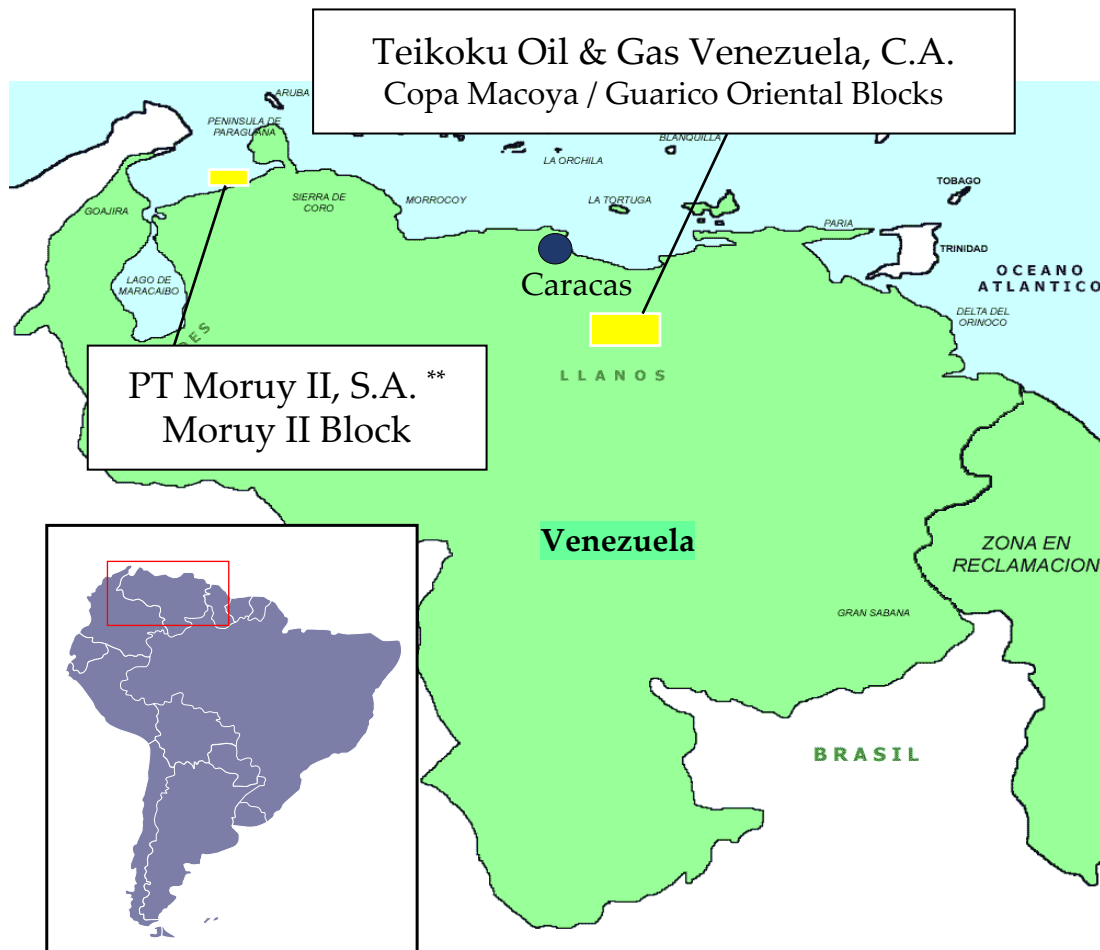 Teikoku Oil & Gas Venezuela, C.A.
Copa Macoya / Guarico Oriental Blocks
ARUBA
PENINSULA DE
PARAGUANA
BLANQUILLA
LA ORCHILA
GOAJIRA
SIERRA DE
CORO
MORROCOY
LA TORTUGA
TOBAGO
PARIA
TRINIDAD
OCEANO
ATLANTICO
LAGO DE
MARACAIBO
Caracas
DELTA DEL
ORINOCO
LLANOS
PT Moruy II, S.A. **
Moruy II Block
Venezuela
ZONA EN
RECLAMACION
GRAN SABANA
BRASIL